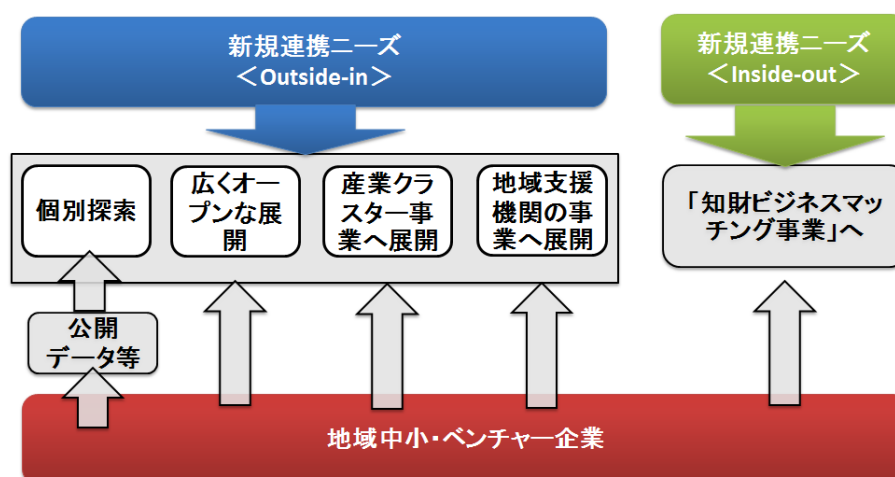 新規連携ニーズ
＜Outside-in＞
新規連携ニーズ
＜Inside-out＞
個別探索
広くオー
プンな展
開
産業クラ
スター事
業へ展開
地域支援
機関の事
業へ展開
「知財ビジネスマッ
チング事業」へ
公開
データ等
地域中小・ベンチャー企業